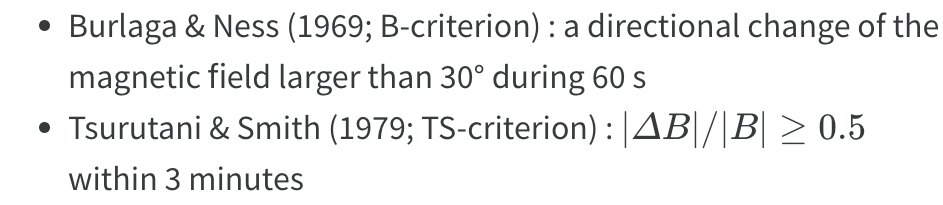 • Burlaga & Ness (1969; B-criterion) : a directional change of the
magnetic field larger than 30° during 60 s
• Tsurutani & Smith (1979; TS-criterion) : |ΔB|/|B| ≥ 0.5
within 3 minutes